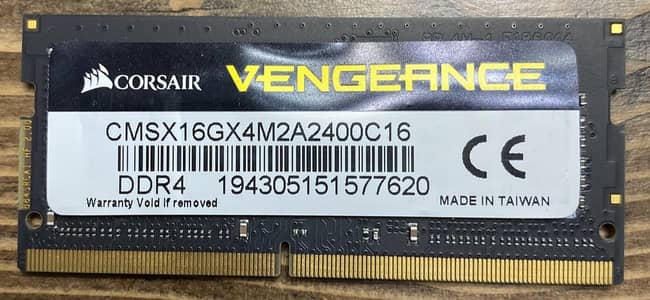 CORSAIR VENGEANCE
CMSX16GX4M2A2400C16
DDR4 194305151577620
Warranty Void if removed
CE
MADE IN TAIWAN